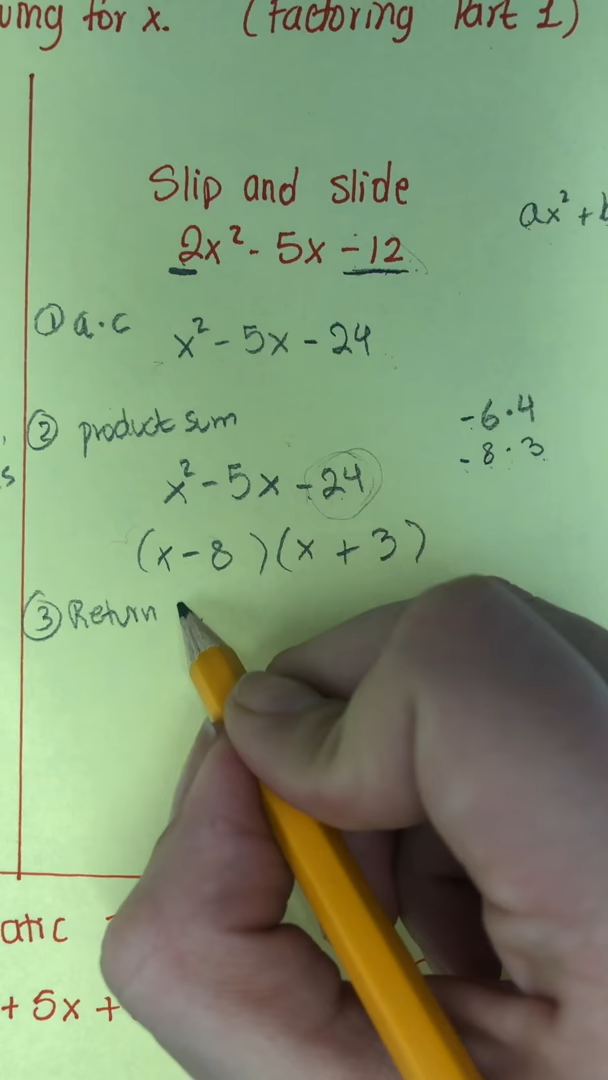 for x. (Factoring Part 1)
Slip and slide
2x² - 5x - 12
ax² +
① a·c x² - 5x - 24
② product sum
-6·4
-8·3
s
x² - 5x - 24
(x - 8)(x + 3)
③ Return
atic
+ 5x +